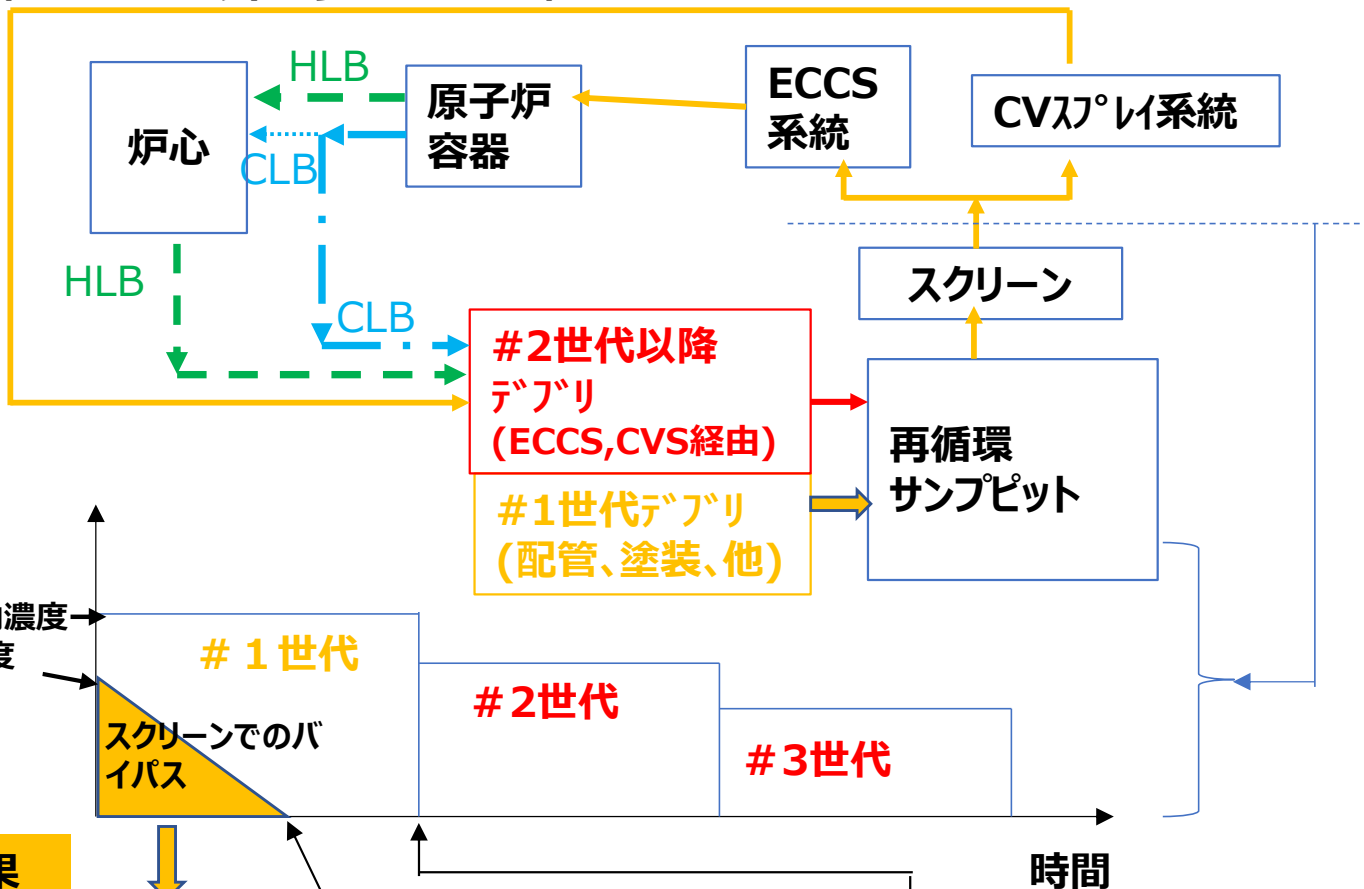 HLB
原子炉
容器
ECCS
系統
CVｽﾌﾟﾚｲ系統
炉心
CLB
スクリーン
HLB
CLB
#2世代以降
ﾃﾞﾌﾞﾘ
(ECCS,CVS経由)
再循環
サンプピット
#1世代ﾃﾞﾌﾞﾘ
(配管、塗装、他)
濃度
度
＃１世代
#2世代
#3世代
スクリーンでのバ
イパス
時間
果